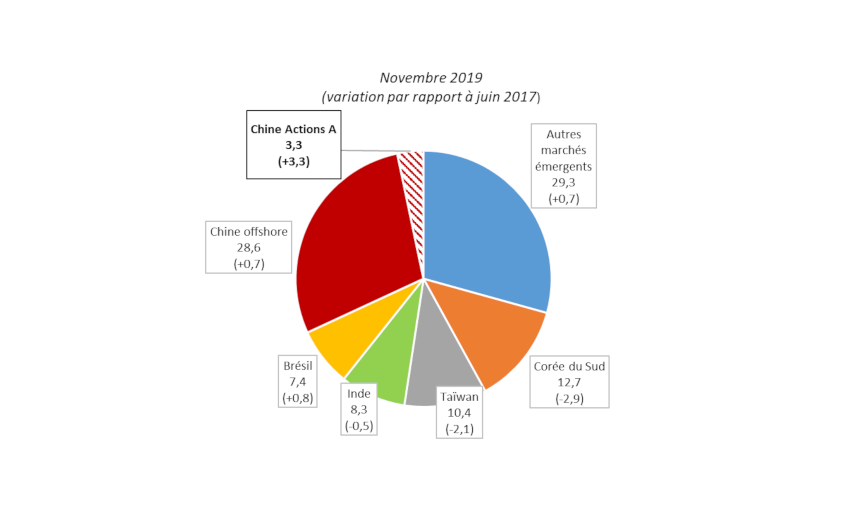 Novembre 2019
(variation par rapport à juin 2017)
Chine Actions A
3,3
(+3,3)
Autres
marchés
émergents
29,3
(+0,7)
Chine offshore
28,6
(+0,7)
Brésil
7,4
(+0,8)
Inde
8,3
(-0,5)
Taïwan
10,4
(-2,1)
Corée du Sud
12,7
(-2,9)